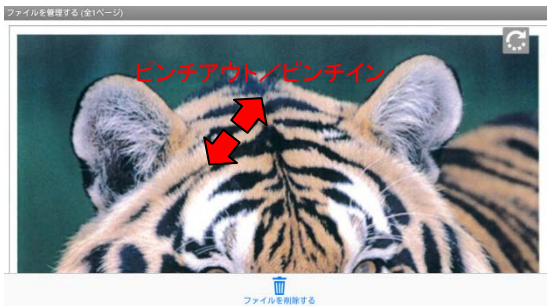 ファイルを管理する (全1ページ)
ピンチアウト／ピンチイン
ファイルを削除する